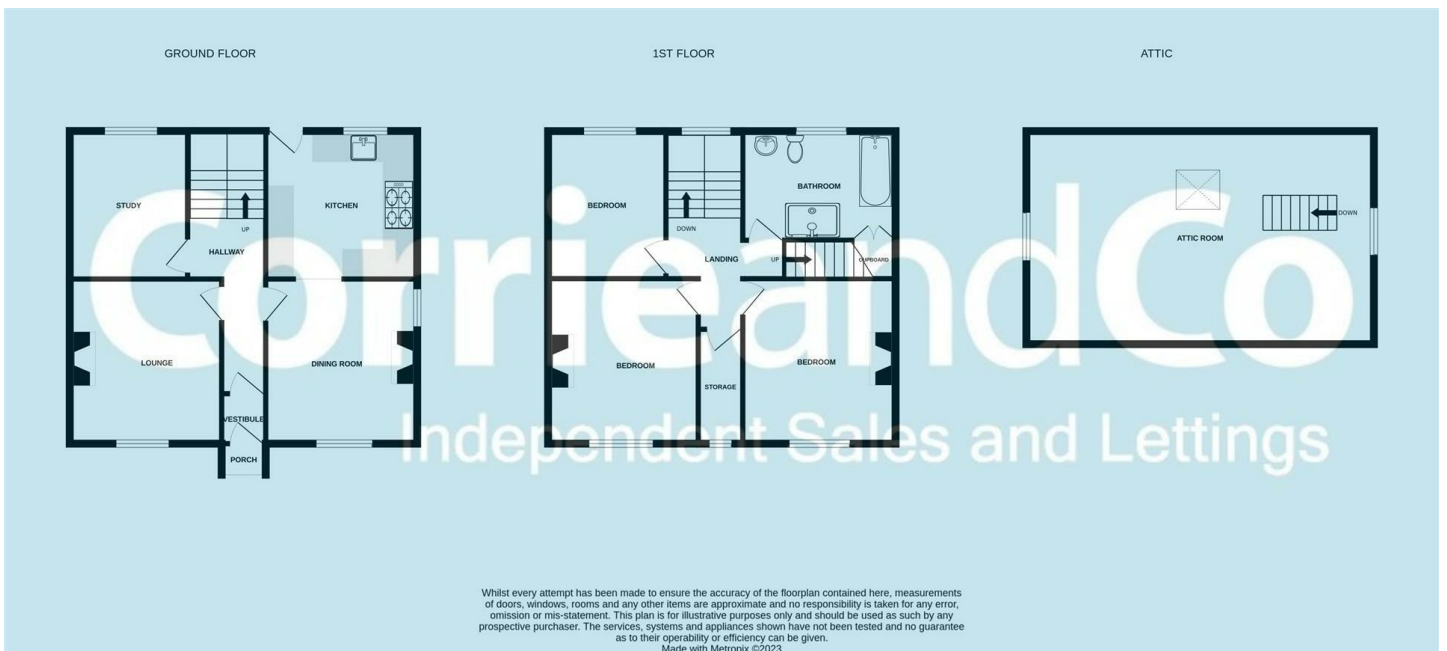 GROUND FLOOR
1ST FLOOR
ATTIC
STUDY
UP
HALLWAY
KITCHEN
LOUNGE
DINING ROOM
VESTIBULE
PORCH
BEDROOM
DOWN
LANDING
BATHROOM
UP
CUPBOARD
BEDROOM
STORAGE
BEDROOM
DOWN
ATTIC ROOM
CorrieandCo
Independent Sales and Lettings
Whilst every attempt has been made to ensure the accuracy of the floorplan contained here, measurements
of doors, windows, rooms and any other items are approximate and no responsibility is taken for any error,
omission or mis-statement. This plan is for illustrative purposes only and should be used as such by any
prospective purchaser. The services, systems and appliances shown have not been tested and no guarantee
as to their operability or efficiency can be given.
Made with Metropix ©2023